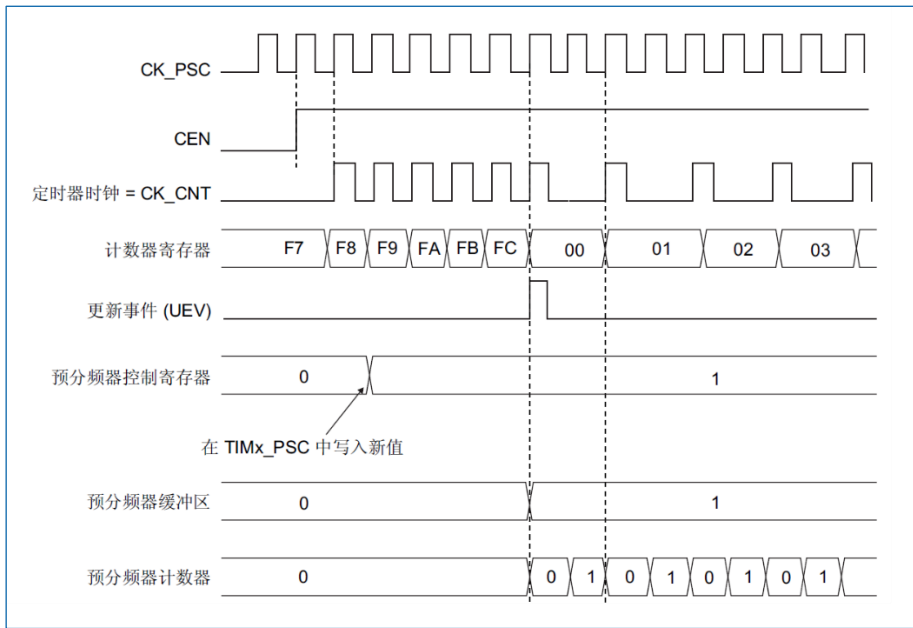 CK_PSC
CEN
定时器时钟 = CK_CNT
计数器寄存器 F7 F8 F9 FA FB FC 00 01 02 03
更新事件 (UEV)
预分频器控制寄存器 0 1
在 TIMx_PSC 中写入新值
预分频器缓冲区 0 1
预分频器计数器 0 0 1 0 1 0 1 0 1